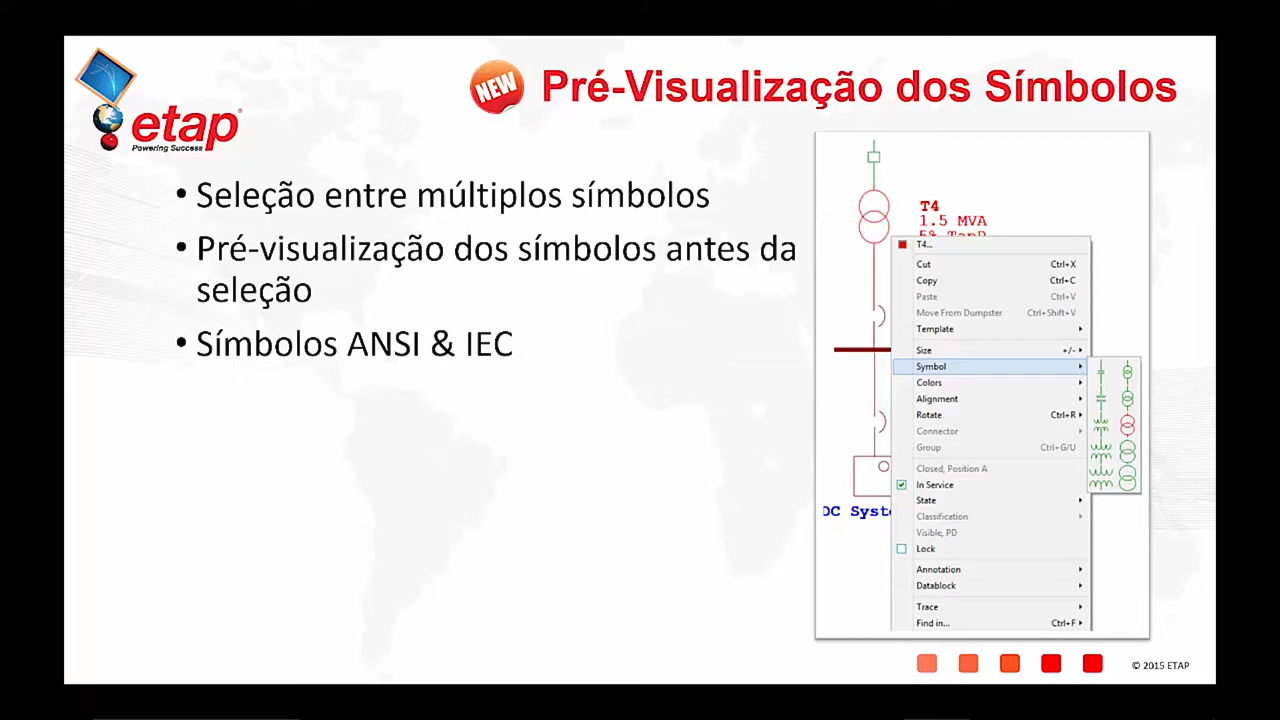 etap
Powering Success
NEW
Pré-Visualização dos Símbolos
• Seleção entre múltiplos símbolos
• Pré-visualização dos símbolos antes da
seleção
• Símbolos ANSI & IEC
T4
1.5 MVA
T4...
Cut Ctrl+X
Copy Ctrl+C
Paste Ctrl+V
Move From Dumpster Ctrl+Shift+V
Template
Size +/-
Symbol
Colors
Alignment
Rotate Ctrl+R
Connector
Group Ctrl+G/U
Closed, Position A
In Service
State
Classification
Visible, PD
Lock
Annotation
Datablock
Trace
Find in... Ctrl+F
DC Syste
© 2015 ETAP